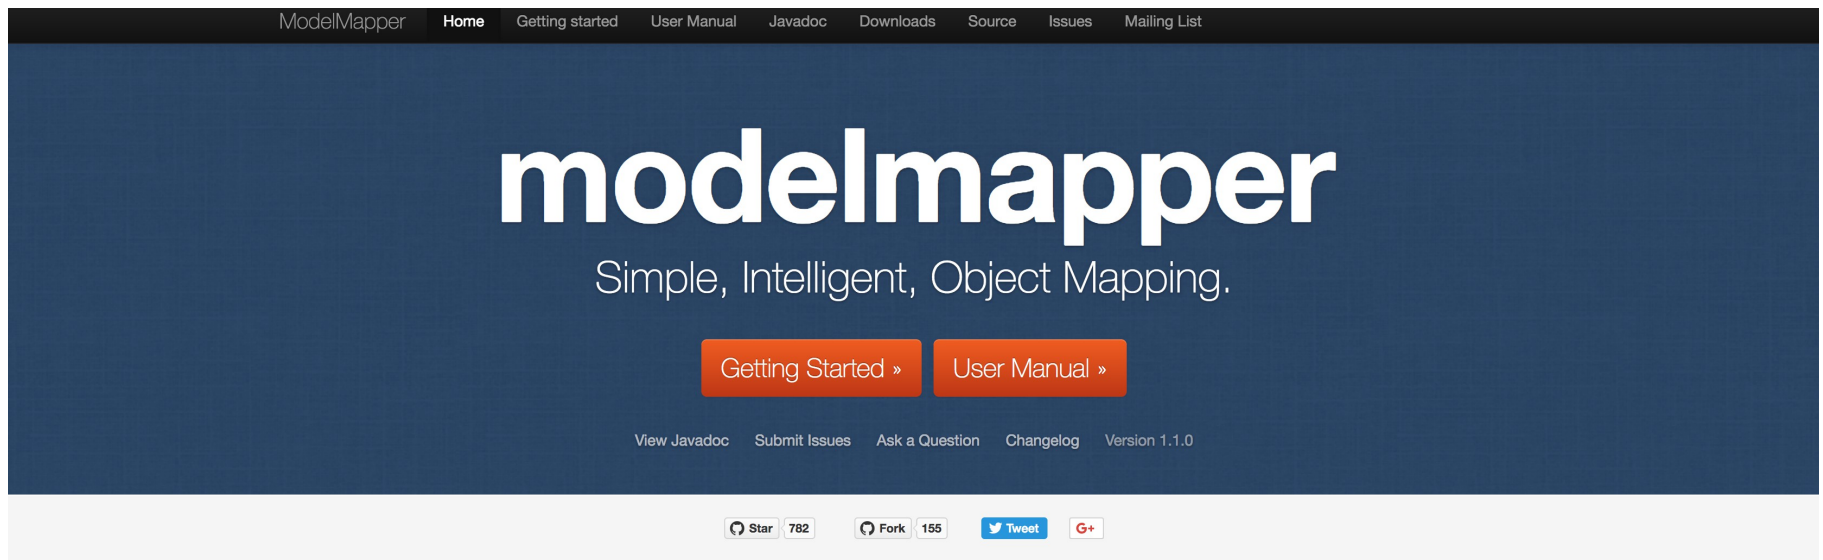 ModelMapper Home Getting started User Manual Javadoc Downloads Source Issues Mailing List
modelmapper
Simple, Intelligent, Object Mapping.
Getting Started » User Manual »
View Javadoc Submit Issues Ask a Question Changelog Version 1.1.0
Star 782 Fork 155 Tweet G+